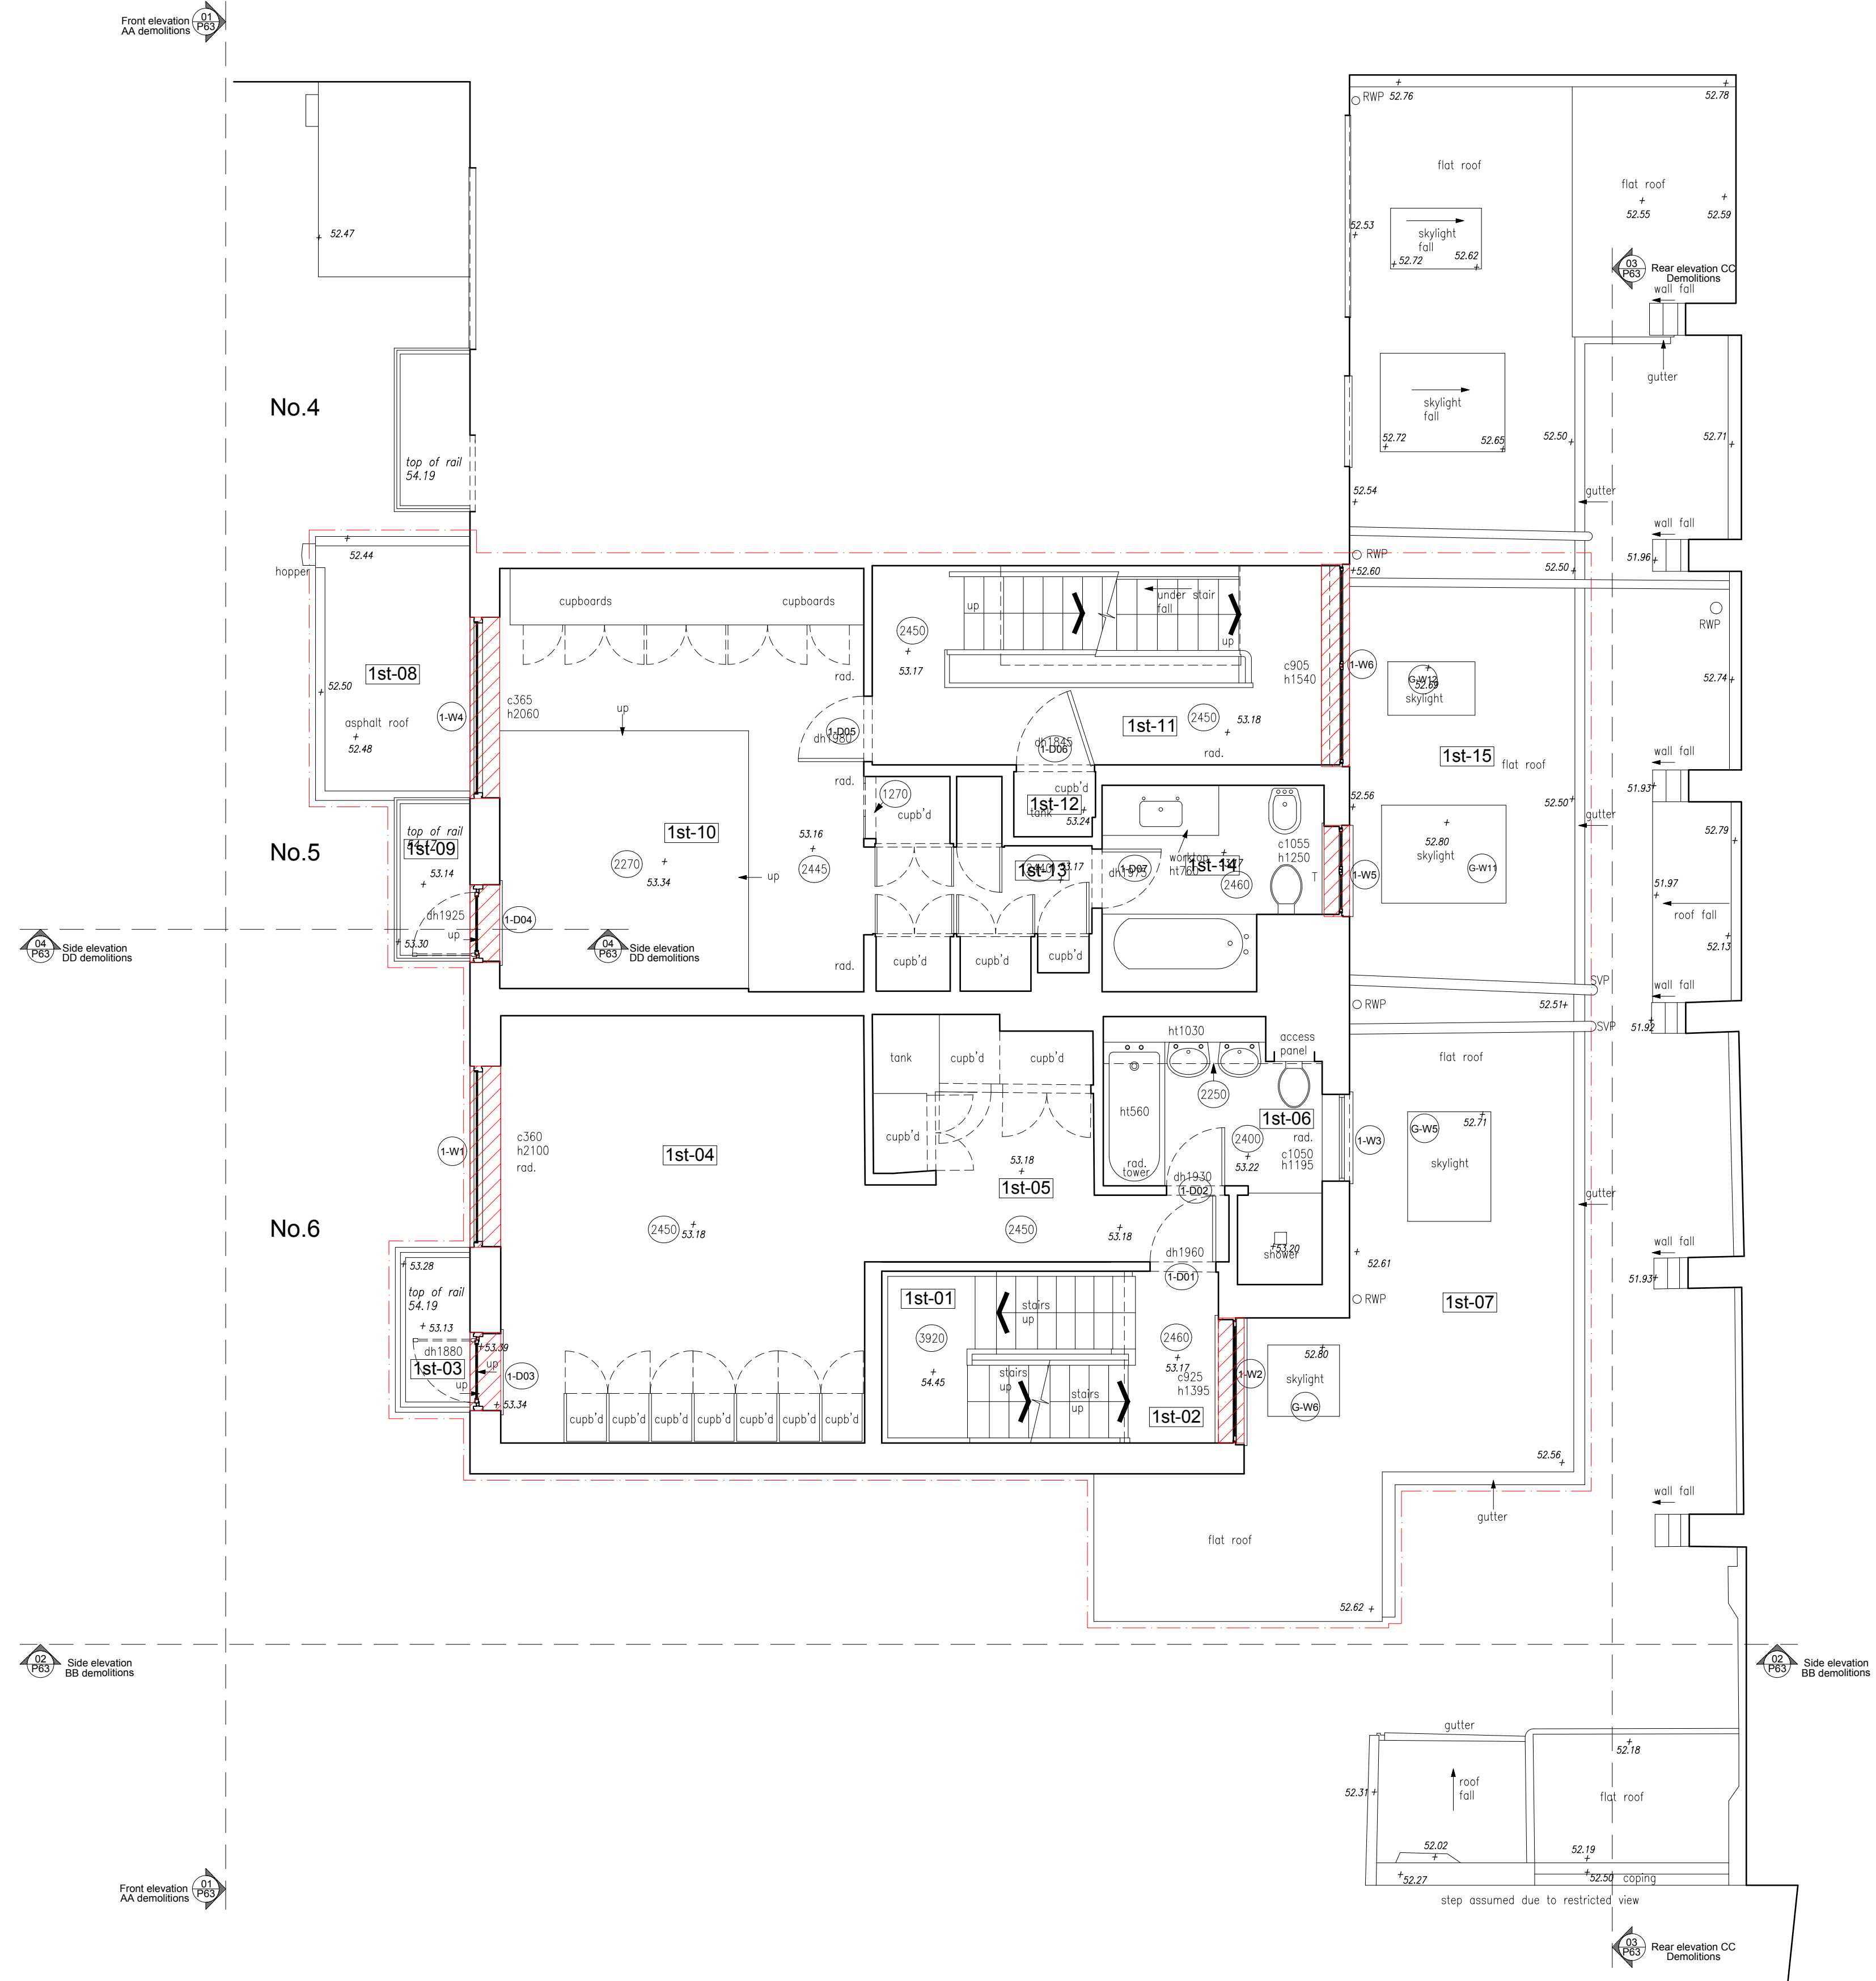 Front elevation
AA demolitions
01
P63
RWP 52.76
52.78
flat roof
flat roof
52.55
52.59
52.47
52.53
skylight
fall
52.72
52.62
03
P63
Rear elevation CC
Demolitions
wall fall
gutter
No.4
skylight
fall
52.72
52.65
52.50
52.71
top of rail
54.19
52.54
gutter
wall fall
52.44
hopper
RWP
52.60
52.50
51.96
cupboards
cupboards
up
under stair
fall
up
2450
53.17
RWP
1st-08
52.50
rad.
c905
h1540
1-W6
G-W12
52.69
skylight
52.74
c365
h2060
up
1-W4
asphalt roof
52.48
1-D05
dh1980
1st-11
2450
53.18
rad.
dh1845
1-D06
1st-15
flat roof
wall fall
rad.
1270
cupb'd
cupb'd
1st-12
tank
53.24
52.56
52.50
51.93
gutter
No.5
top of rail
1st-09
53.14
1st-10
53.16
2270
53.34
up
2445
1st-13
53.17
1-D07
dh1975
worktop
ht760
1st-14
2460
c1055
h1250
T
1-W5
52.80
skylight
G-W11
52.79
51.97
roof fall
52.13
dh1925
up
53.30
1-D04
04
P63
Side elevation
DD demolitions
04
P63
Side elevation
DD demolitions
rad.
cupb'd
cupb'd
cupb'd
SVP
wall fall
RWP
52.51
SVP
51.92
tank
cupb'd
cupb'd
ht1030
access
panel
flat roof
2250
ht560
1st-06
cupb'd
2400
53.22
rad.
c1050
h1195
1-W3
G-W5
52.71
skylight
1-W1
c360
h2100
rad.
1st-04
53.18
1st-05
rad.
tower
dh1930
1-D02
gutter
No.6
2450
53.18
2450
53.18
dh1960
1-D01
53.20
shower
52.61
wall fall
51.93
53.28
top of rail
54.19
53.13
dh1880
1st-03
up
53.39
up
53.34
1-D03
1st-01
stairs
up
3920
54.45
2460
53.17
c925
h1395
1-W2
RWP
1st-07
52.80
skylight
G-W6
stairs
up
stairs
up
1st-02
cupb'd
cupb'd
cupb'd
cupb'd
cupb'd
cupb'd
cupb'd
52.56
wall fall
gutter
flat roof
52.62
02
P63
Side elevation
BB demolitions
02
P63
Side elevation
BB demolitions
gutter
52.18
52.31
roof
fall
flat roof
52.02
52.19
52.27
52.50 coping
step assumed due to restricted view
Front elevation
AA demolitions
01
P63
03
P63
Rear elevation CC
Demolitions